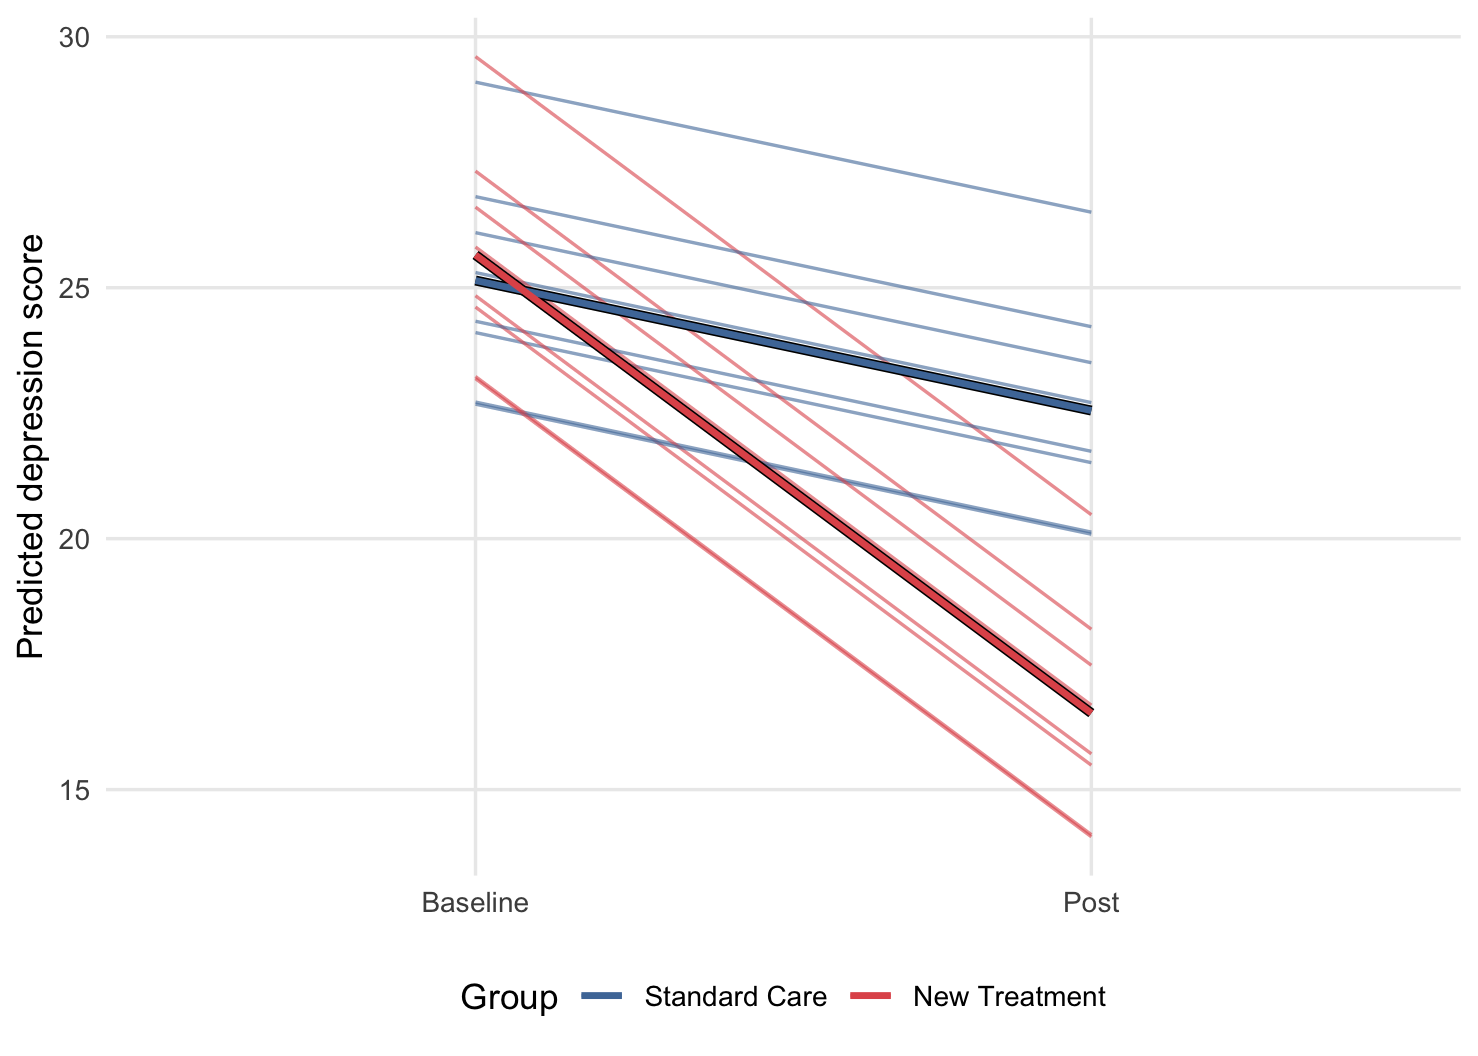 Predicted depression score
30
25
20
15
Baseline Post
Group Standard Care New Treatment